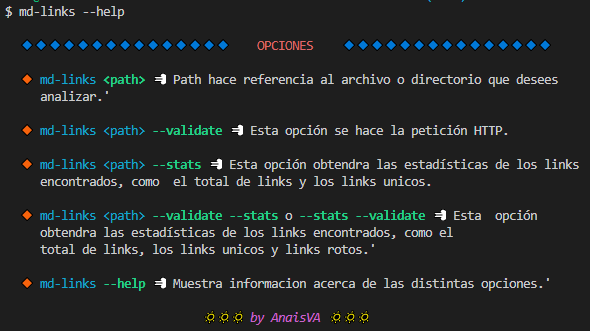 $ md-links --help
OPCIONES
md-links <path> Path hace referencia al archivo o directorio que desees
analizar.'
md-links <path> --validate Esta opción se hace la petición HTTP.
md-links <path> --stats Esta opción obtendra las estadísticas de los links
encontrados, como  el total de links y los links unicos.
md-links <path> --validate --stats o --stats --validate Esta  opción
obtendra las estadísticas de los links encontrados, como el
total de links, los links unicos y links rotos.'
md-links --help Muestra informacion acerca de las distintas opciones.'
by AnaisVA